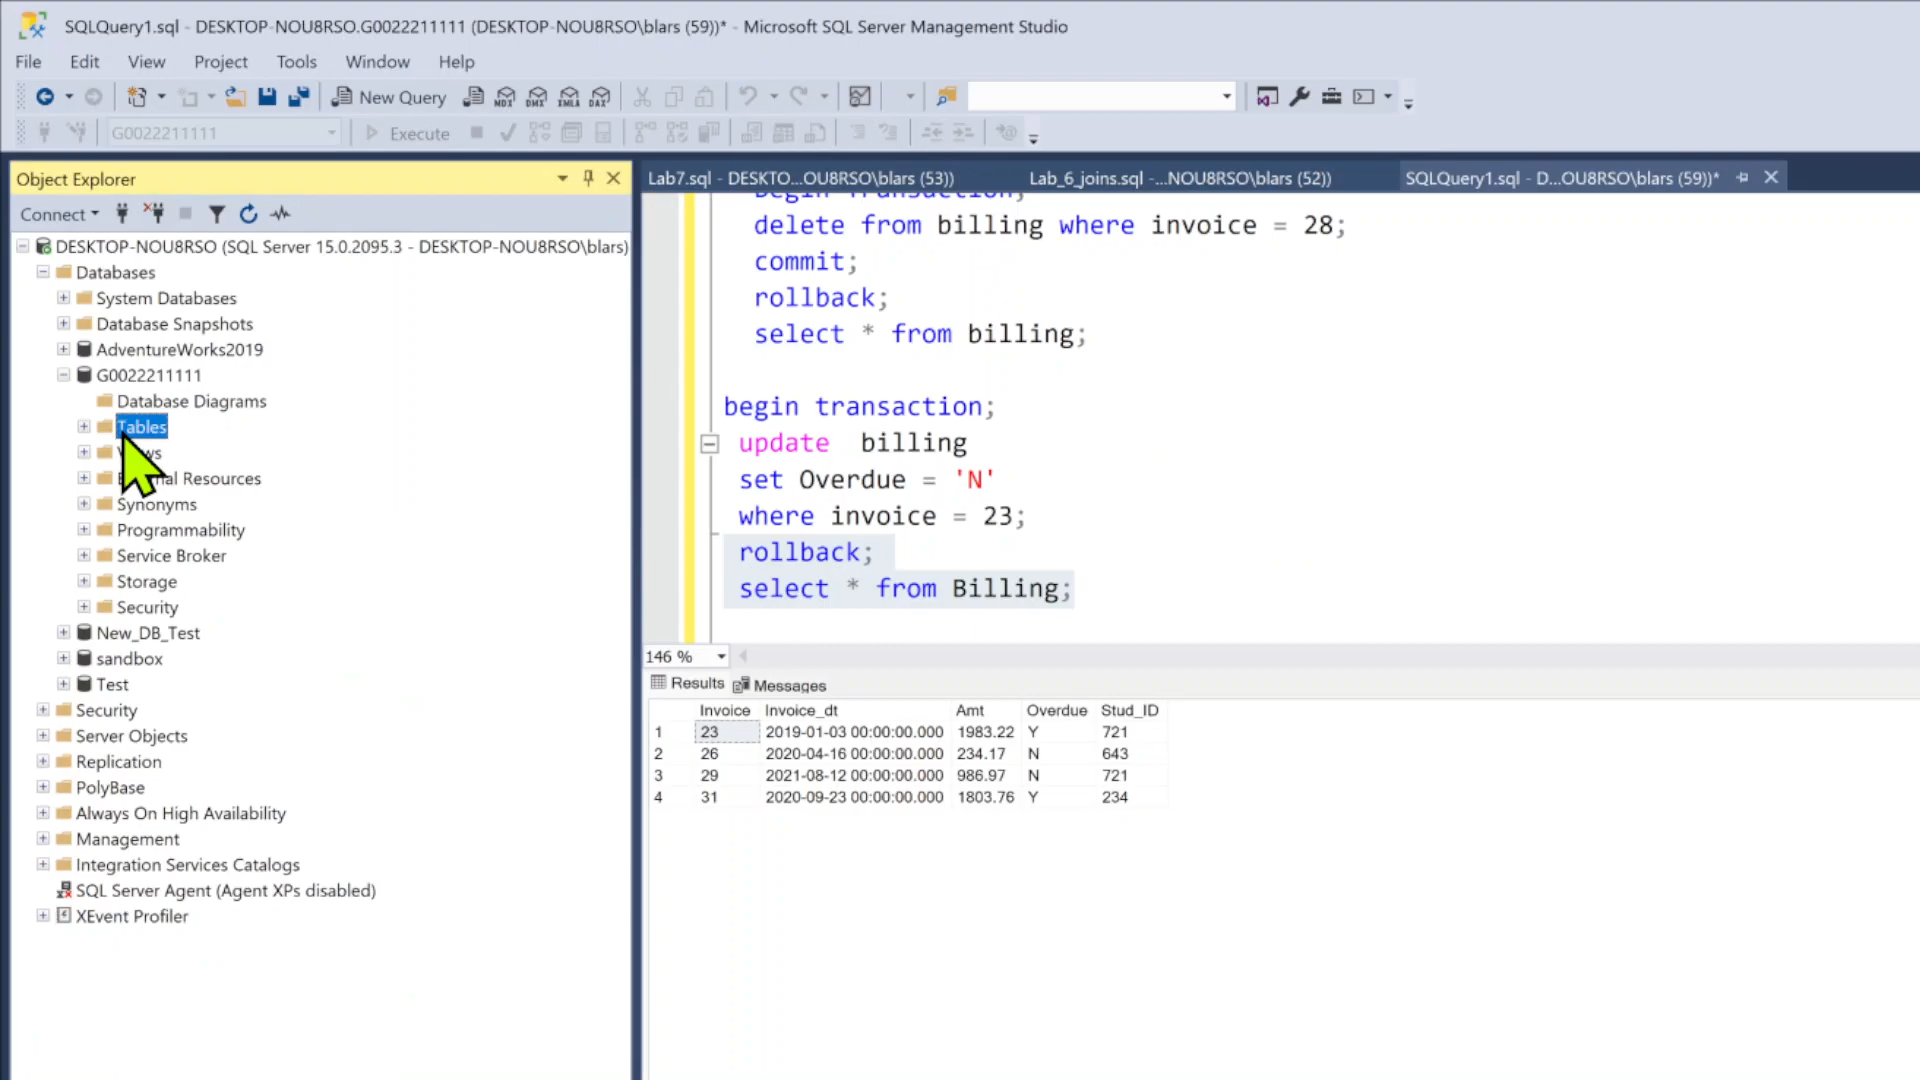 SQLQuery1.sql - DESKTOP-NOU8RSO.G0022211111 (DESKTOP-NOU8RSO\blars (59))* - Microsoft SQL Server Management Studio
File Edit View Project Tools Window Help
New Query MDX DMX XMLA DAX
G0022211111 Execute
Object Explorer
Connect
DESKTOP-NOU8RSO (SQL Server 15.0.2095.3 - DESKTOP-NOU8RSO\blars)
Databases
System Databases
Database Snapshots
AdventureWorks2019
G0022211111
Database Diagrams
Tables
Resources
Synonyms
Programmability
Service Broker
Storage
Security
New_DB_Test
sandbox
Test
Security
Server Objects
Replication
PolyBase
Always On High Availability
Management
Integration Services Catalogs
SQL Server Agent (Agent XPs disabled)
XEvent Profiler
Lab7.sql - DESKTO...OU8RSO\blars (53)) Lab_6_joins.sql -...NOU8RSO\blars (52)) SQLQuery1.sql - D...OU8RSO\blars (59))*
begin transaction;
delete from billing where invoice = 28;
commit;
rollback;
select * from billing;
begin transaction;
update  billing
set Overdue = 'N'
where invoice = 23;
rollback;
select * from Billing;
146 %
Results Messages
Invoice Invoice_dt Amt Overdue Stud_ID
1 23 2019-01-03 00:00:00.000 1983.22 Y 721
2 26 2020-04-16 00:00:00.000 234.17 N 643
3 29 2021-08-12 00:00:00.000 986.97 N 721
4 31 2020-09-23 00:00:00.000 1803.76 Y 234